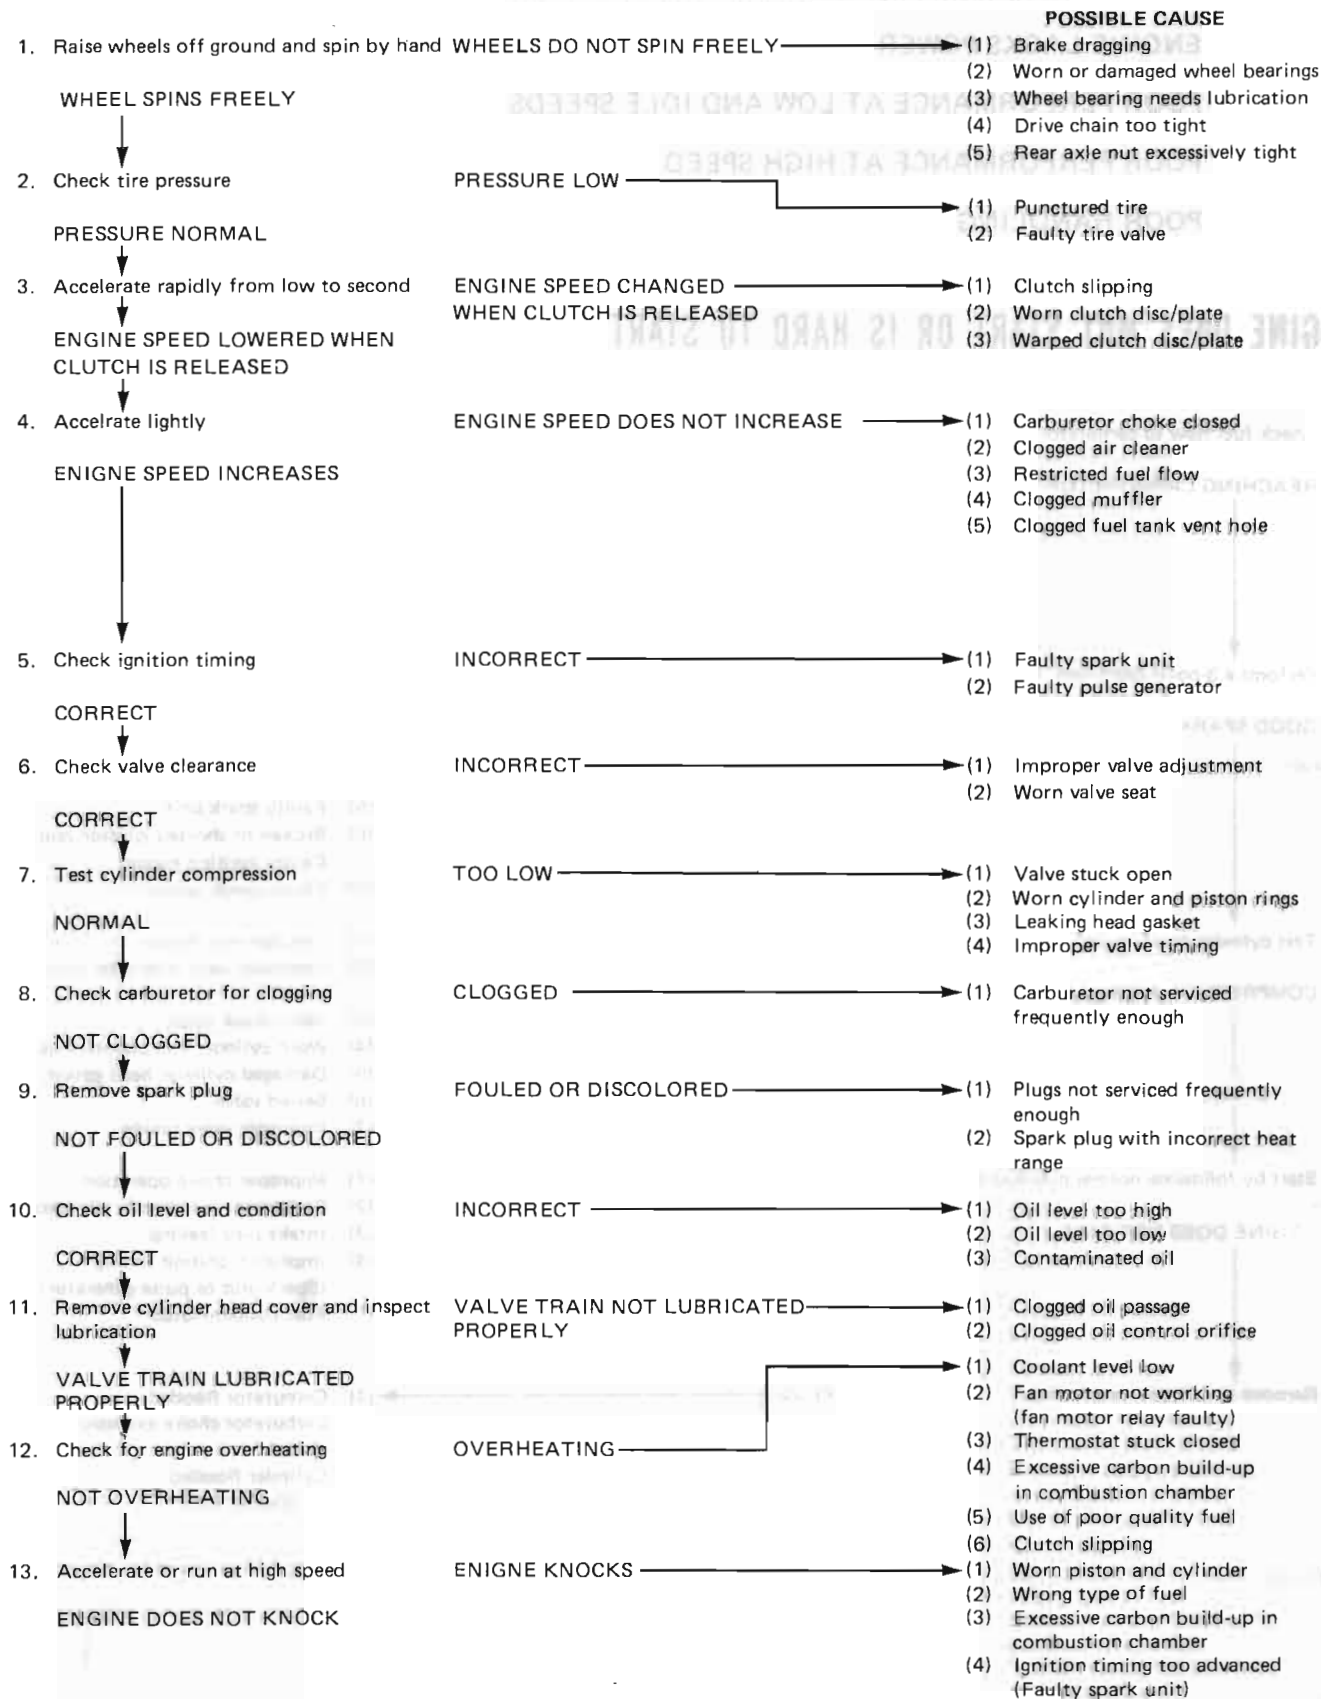 POSSIBLE CAUSE
1. Raise wheels off ground and spin by hand WHEELS DO NOT SPIN FREELY (1) Brake dragging
(2) Worn or damaged wheel bearings
WHEEL SPINS FREELY (3) Wheel bearing needs lubrication
(4) Drive chain too tight
(5) Rear axle nut excessively tight
2. Check tire pressure PRESSURE LOW
(1) Punctured tire
PRESSURE NORMAL (2) Faulty tire valve
3. Accelerate rapidly from low to second ENGINE SPEED CHANGED (1) Clutch slipping
WHEN CLUTCH IS RELEASED (2) Worn clutch disc/plate
ENGINE SPEED LOWERED WHEN (3) Warped clutch disc/plate
CLUTCH IS RELEASED
4. Accelrate lightly ENGINE SPEED DOES NOT INCREASE (1) Carburetor choke closed
(2) Clogged air cleaner
ENIGNE SPEED INCREASES (3) Restricted fuel flow
(4) Clogged muffler
(5) Clogged fuel tank vent hole
5. Check ignition timing INCORRECT (1) Faulty spark unit
(2) Faulty pulse generator
CORRECT
6. Check valve clearance INCORRECT (1) Improper valve adjustment
(2) Worn valve seat
CORRECT
7. Test cylinder compression TOO LOW (1) Valve stuck open
(2) Worn cylinder and piston rings
NORMAL (3) Leaking head gasket
(4) Improper valve timing
8. Check carburetor for clogging CLOGGED (1) Carburetor not serviced
frequently enough
NOT CLOGGED
9. Remove spark plug FOULED OR DISCOLORED (1) Plugs not serviced frequently
enough
NOT FOULED OR DISCOLORED (2) Spark plug with incorrect heat
range
10. Check oil level and condition INCORRECT (1) Oil level too high
(2) Oil level too low
CORRECT (3) Contaminated oil
11. Remove cylinder head cover and inspect VALVE TRAIN NOT LUBRICATED (1) Clogged oil passage
lubrication PROPERLY (2) Clogged oil control orifice
(1) Coolant level low
VALVE TRAIN LUBRICATED (2) Fan motor not working
PROPERLY (fan motor relay faulty)
12. Check for engine overheating OVERHEATING (3) Thermostat stuck closed
(4) Excessive carbon build-up
in combustion chamber
NOT OVERHEATING (5) Use of poor quality fuel
(6) Clutch slipping
13. Accelerate or run at high speed ENIGNE KNOCKS (1) Worn piston and cylinder
(2) Wrong type of fuel
ENGINE DOES NOT KNOCK (3) Excessive carbon build-up in
combustion chamber
(4) Ignition timing too advanced
(Faulty spark unit)